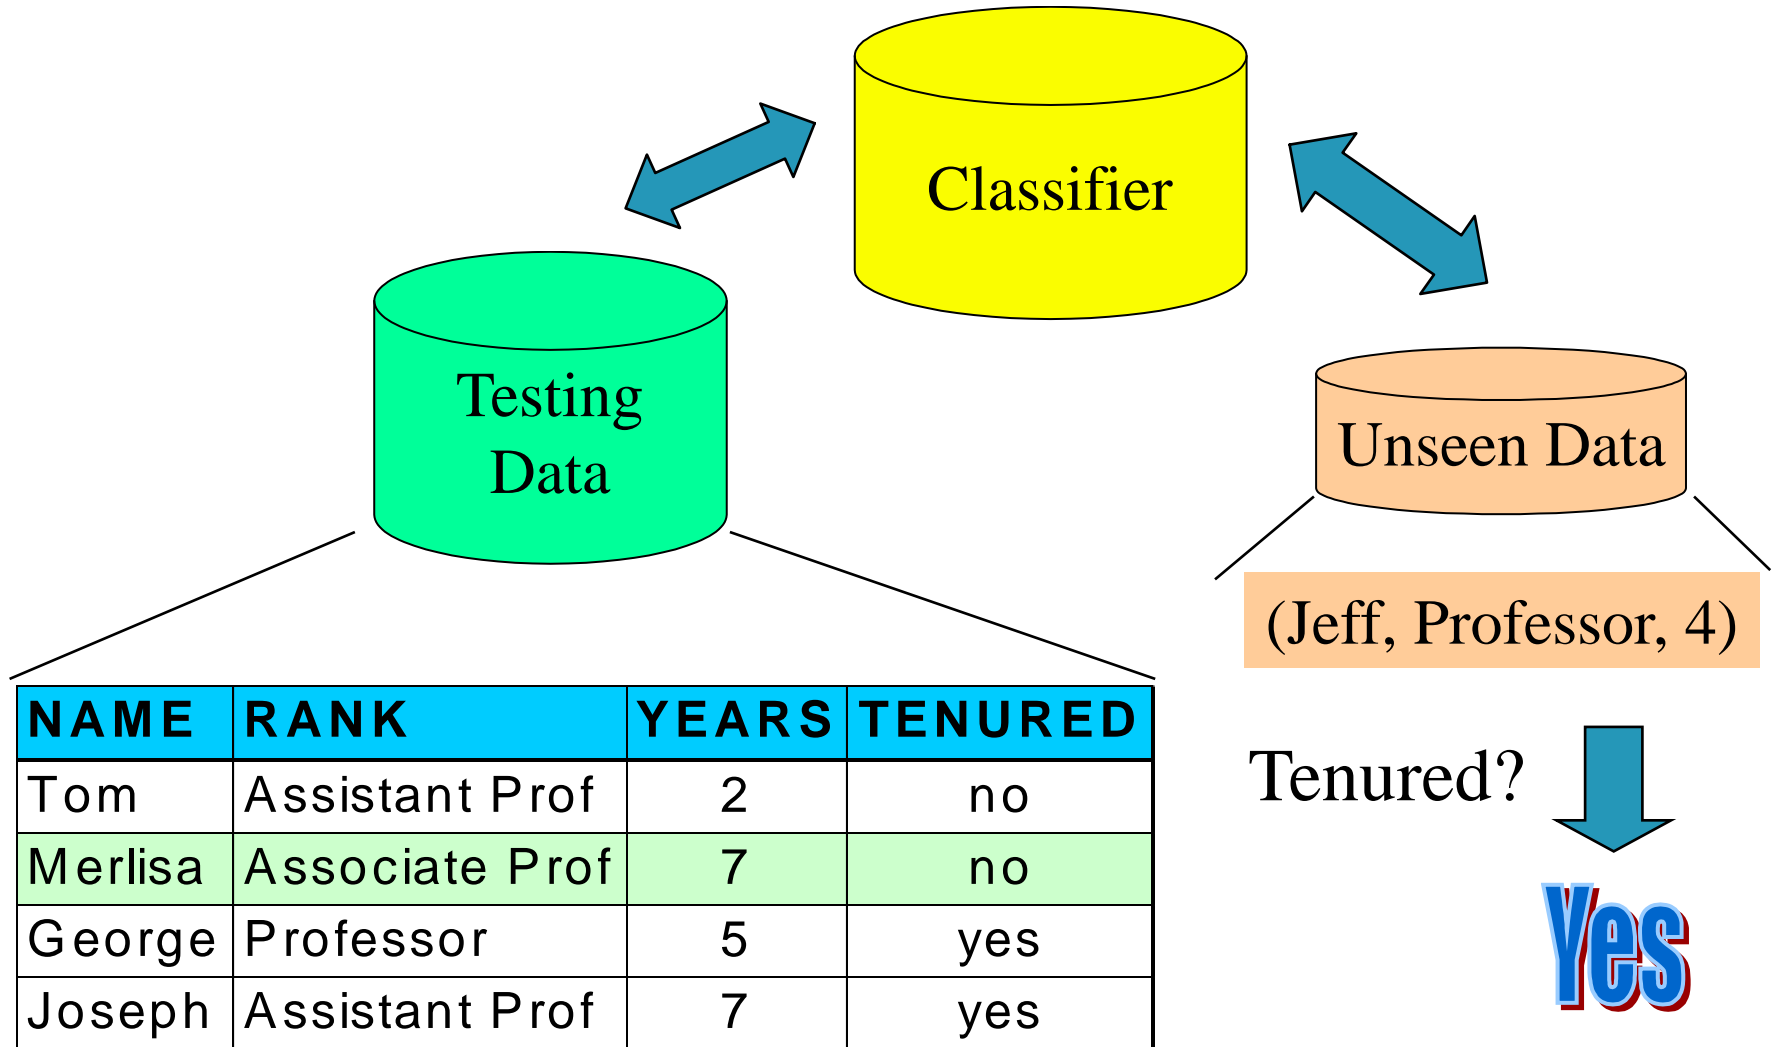 Classifier
Testing
Data
Unseen Data
(Jeff, Professor, 4)
NAME RANK YEARS TENURED
Tom Assistant Prof 2 no
Merlisa Associate Prof 7 no
George Professor 5 yes
Joseph Assistant Prof 7 yes
Tenured?
Yes